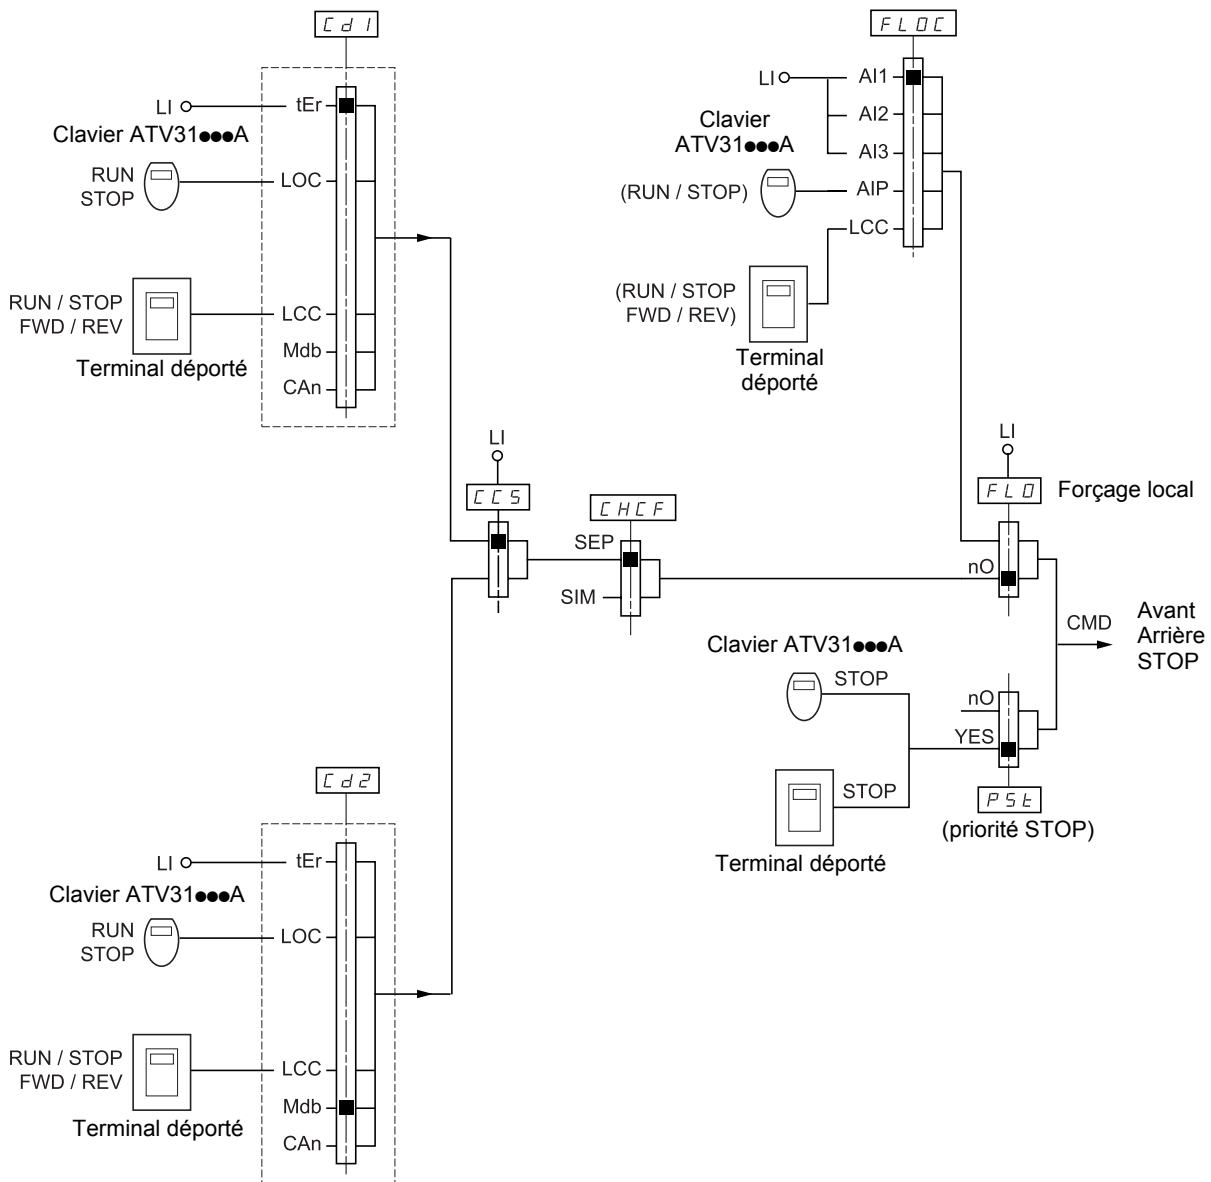 Cd1
LI
tEr
Clavier ATV31●●●A
RUN
STOP
LOC
RUN / STOP
FWD / REV
LCC
Terminal déporté
Mdb
CAn
FLOC
LI
AI1
AI2
Clavier
ATV31●●●A
AI3
(RUN / STOP)
AIP
LCC
(RUN / STOP
FWD / REV)
Terminal
déporté
LI
CCS
CHCF
SEP
SIM
LI
FLO
Forçage local
nO
CMD
Avant
Arrière
STOP
Clavier ATV31●●●A
STOP
nO
YES
STOP
PSt
(priorité STOP)
Terminal déporté
Cd2
LI
tEr
Clavier ATV31●●●A
RUN
STOP
LOC
RUN / STOP
FWD / REV
LCC
Mdb
Terminal déporté
CAn